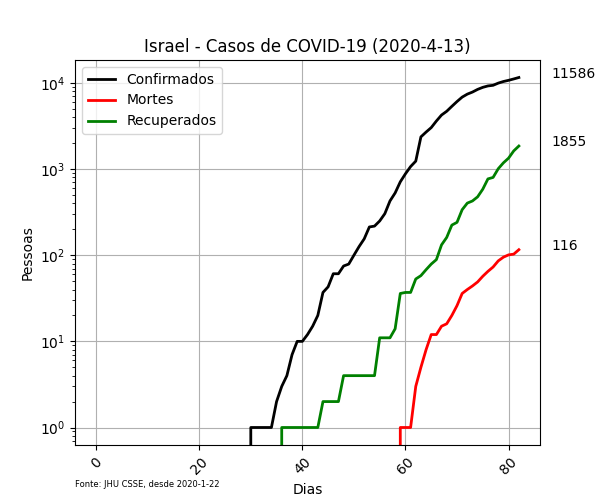 Israel - Casos de COVID-19 (2020-4-13)
Confirmados
Mortes
Recuperados
11586
1855
116
Pessoas
10⁴
10³
10²
10¹
10⁰
0
20
40
60
80
Dias
Fonte: JHU CSSE, desde 2020-1-22